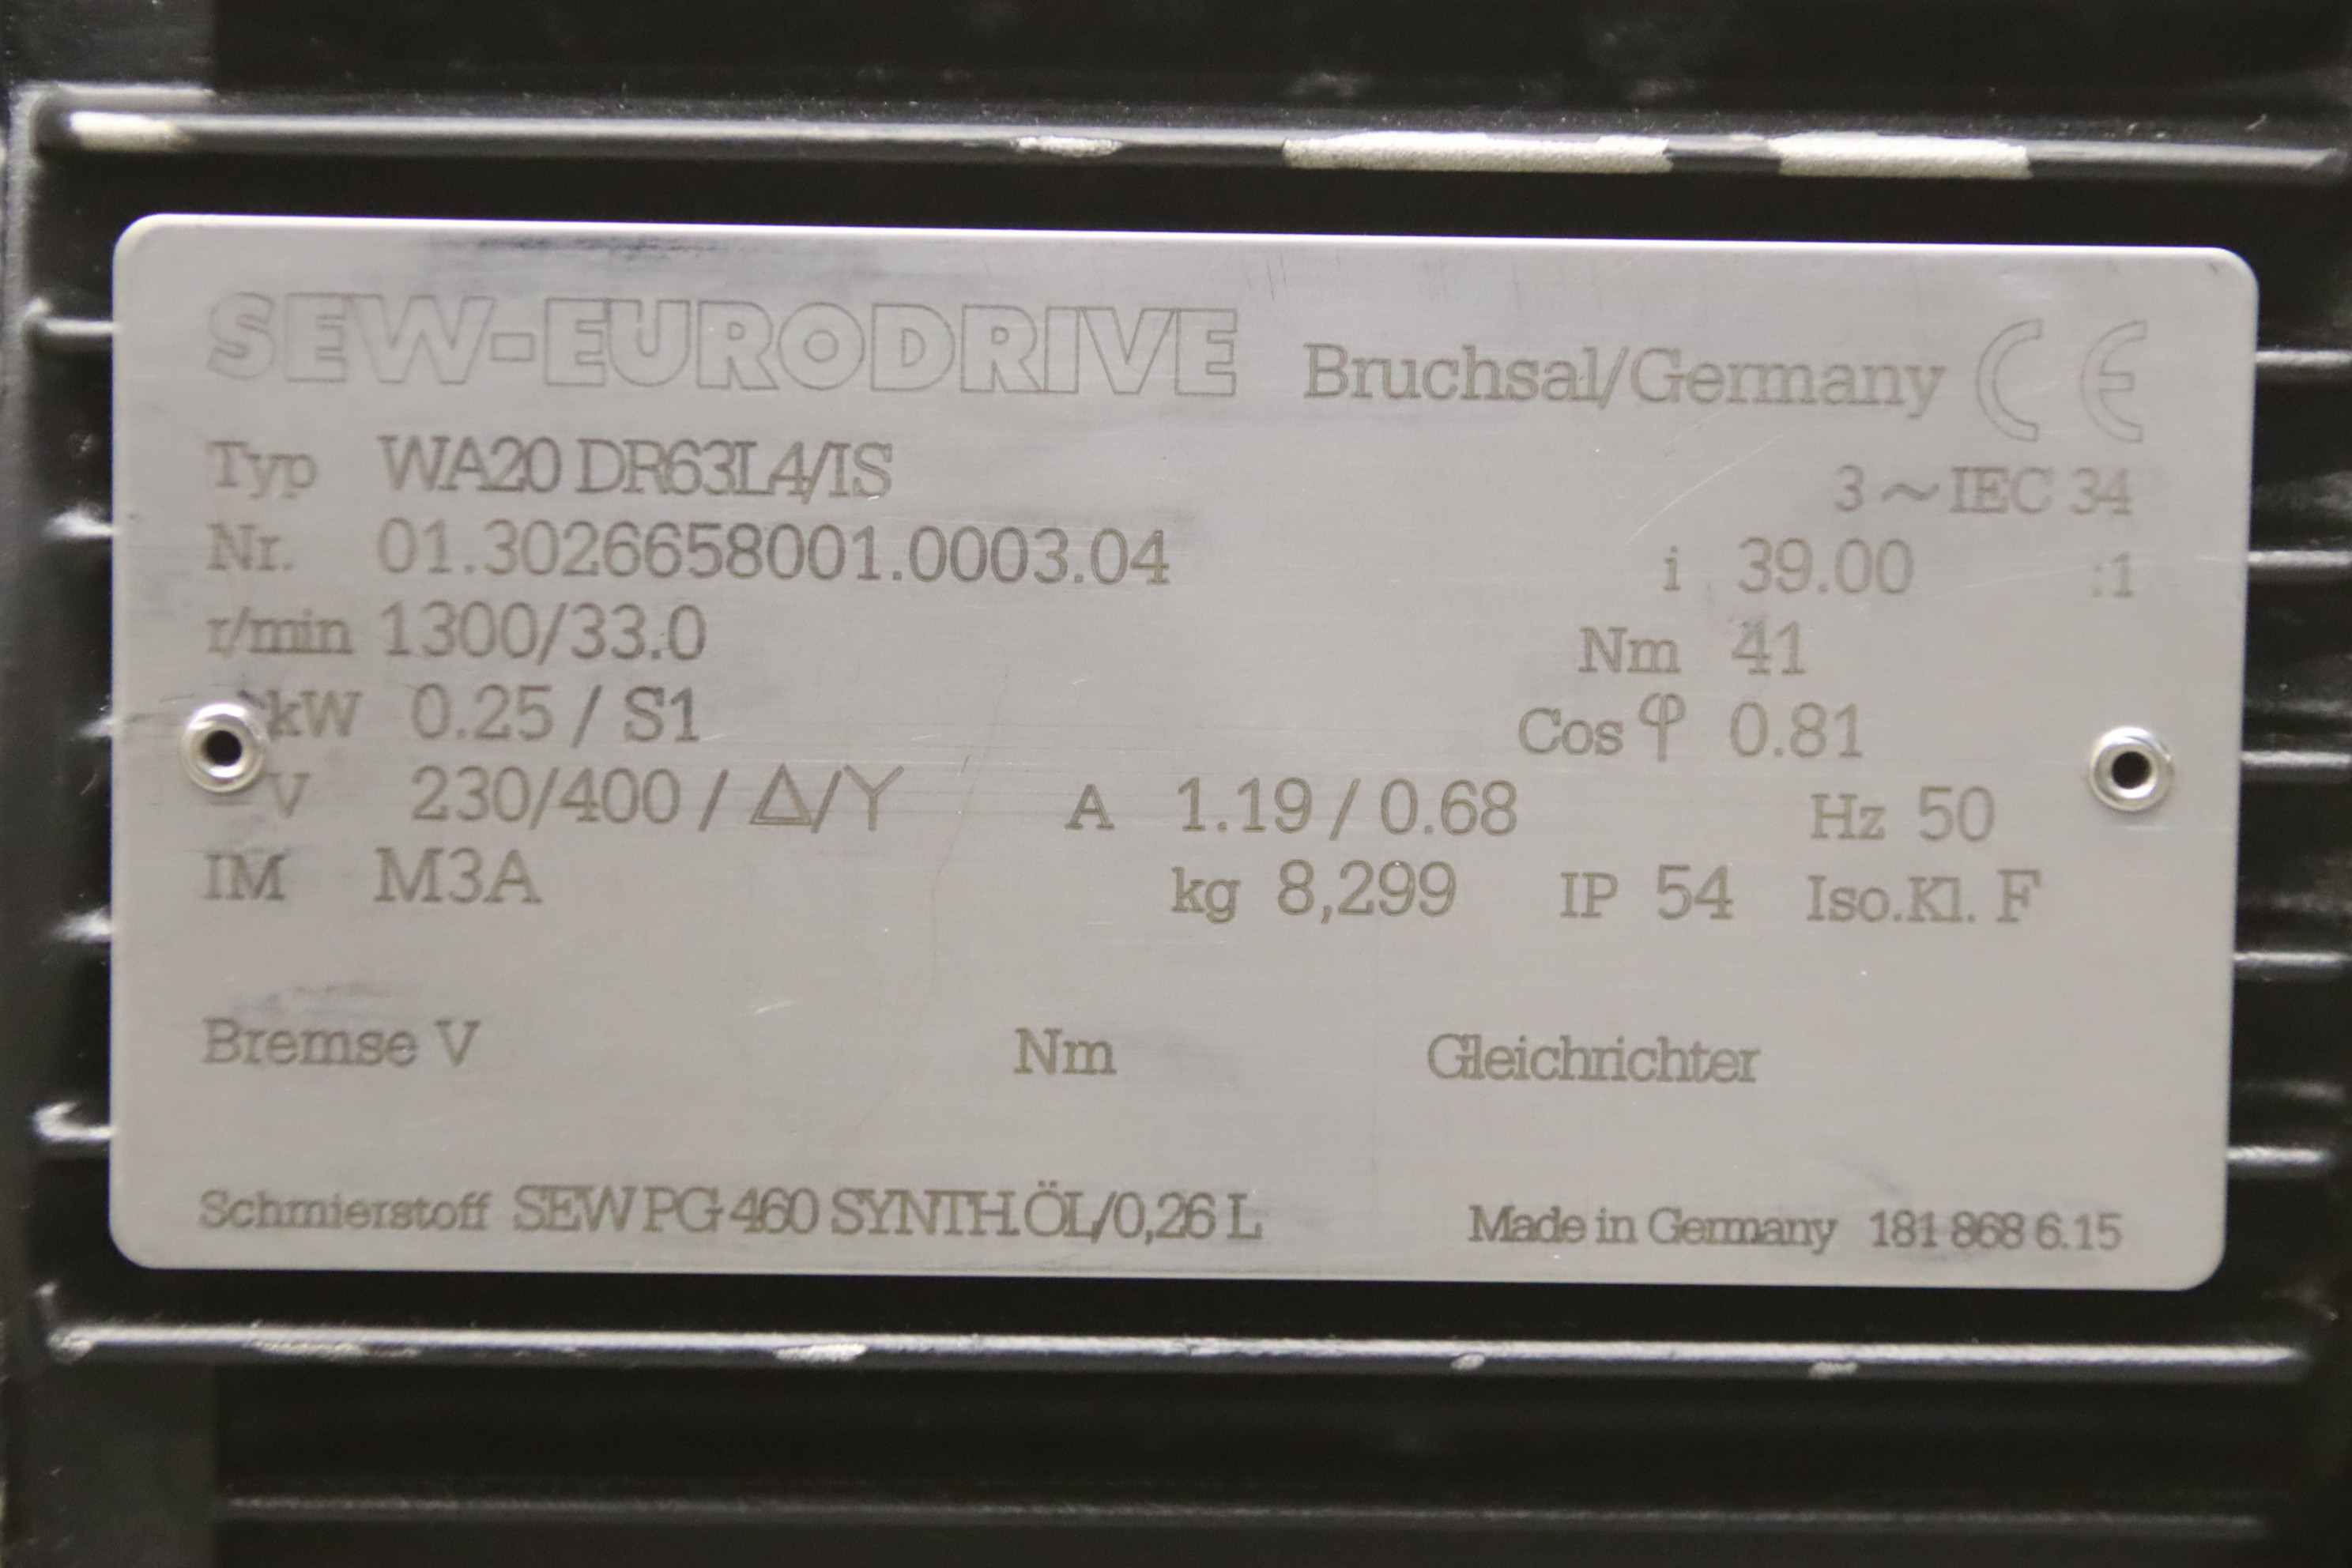 SEW-EURODRIVE Bruchsal/Germany CE
Typ WA20 DR63L4/IS 3~IEC 34
Nr. 01.3026658001.0003.04 i 39.00 :1
r/min 1300/33.0 Nm 41
kW 0.25 / S1 Cos φ 0.81
V 230/400 / Δ/Y A 1.19 / 0.68 Hz 50
IM M3A kg 8,299 IP 54 Iso.Kl. F
Bremse V Nm Gleichrichter
Schmierstoff SEW PG 460 SYNTH.ÖL/0,26 L Made in Germany 181 868 6.15